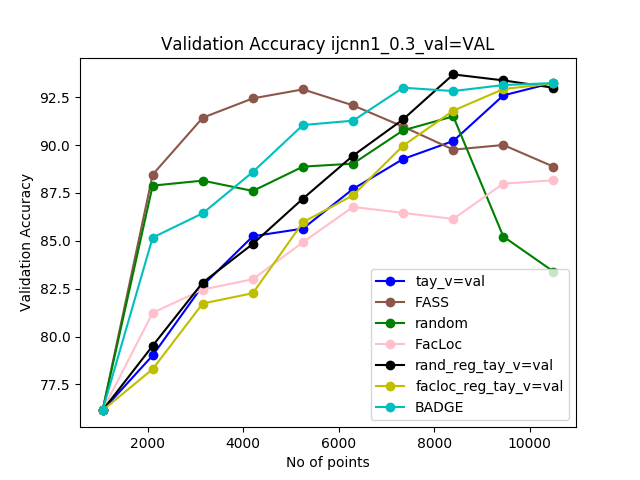 Validation Accuracy ijcnn1_0.3_val=VAL
Validation Accuracy
92.5
90.0
87.5
85.0
82.5
80.0
77.5
2000
4000
6000
8000
10000
No of points
tay_v=val
FASS
random
FacLoc
rand_reg_tay_v=val
facloc_reg_tay_v=val
BADGE